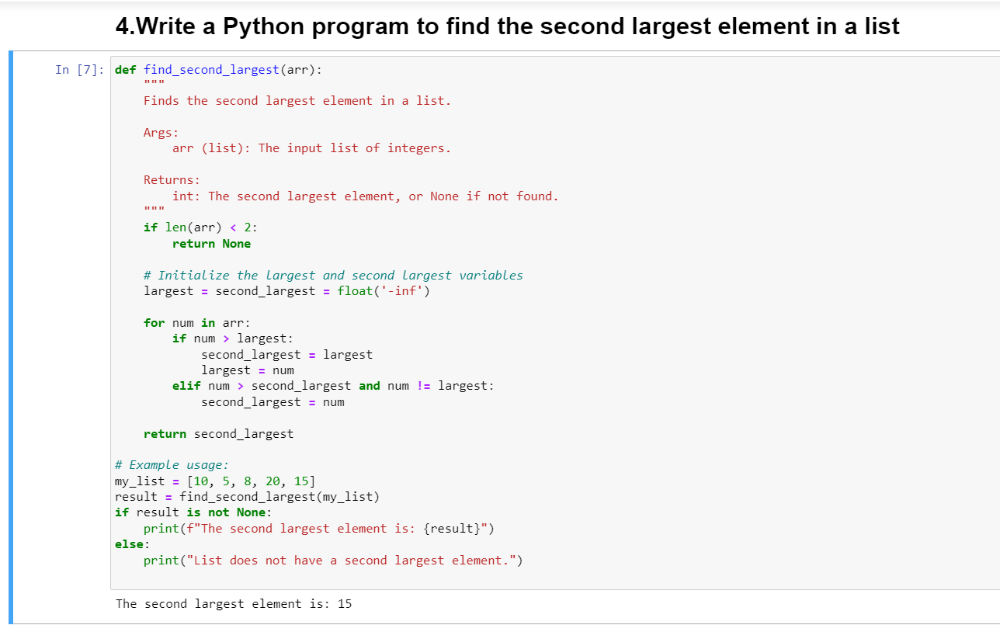 4.Write a Python program to find the second largest element in a list
In [7]: def find_second_largest(arr):
    """
    Finds the second largest element in a list.

    Args:
        arr (list): The input list of integers.

    Returns:
        int: The second largest element, or None if not found.
    """
    if len(arr) < 2:
        return None

    # Initialize the largest and second largest variables
    largest = second_largest = float('-inf')

    for num in arr:
        if num > largest:
            second_largest = largest
            largest = num
        elif num > second_largest and num != largest:
            second_largest = num

    return second_largest

# Example usage:
my_list = [10, 5, 8, 20, 15]
result = find_second_largest(my_list)
if result is not None:
    print(f"The second largest element is: {result}")
else:
    print("List does not have a second largest element.")

The second largest element is: 15